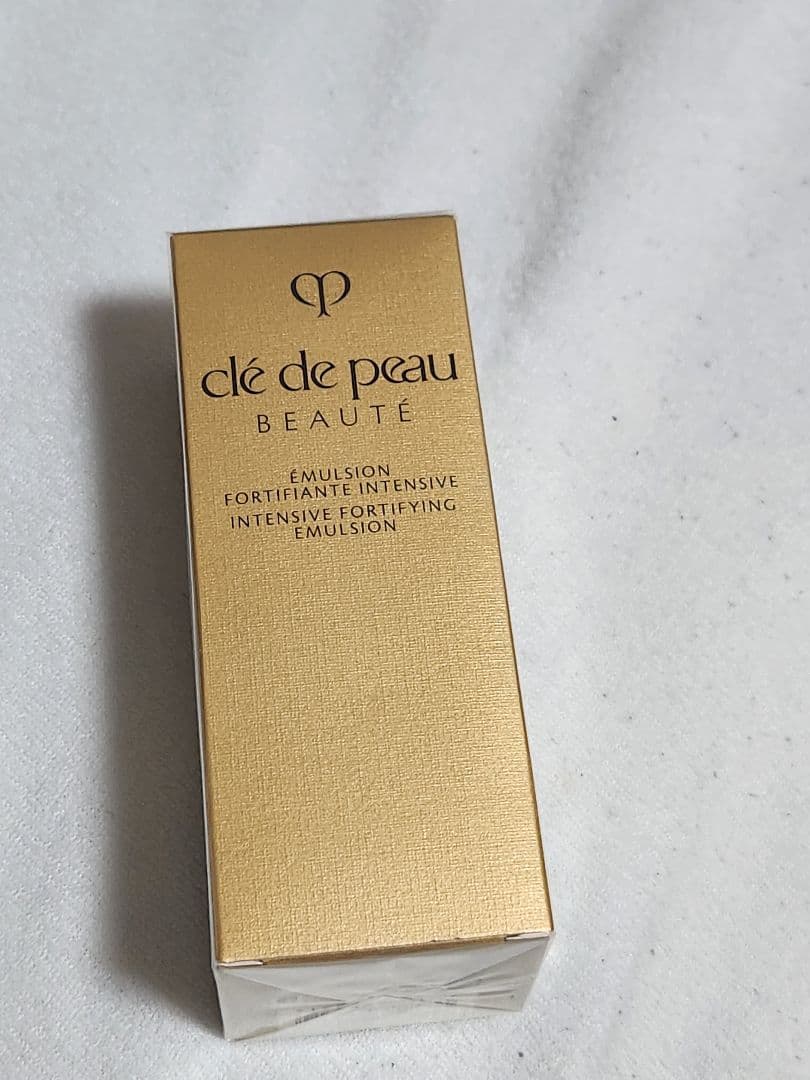 clé de peau
BEAUTÉ
ÉMULSION
FORTIFIANTE INTENSIVE
INTENSIVE FORTIFYING
EMULSION